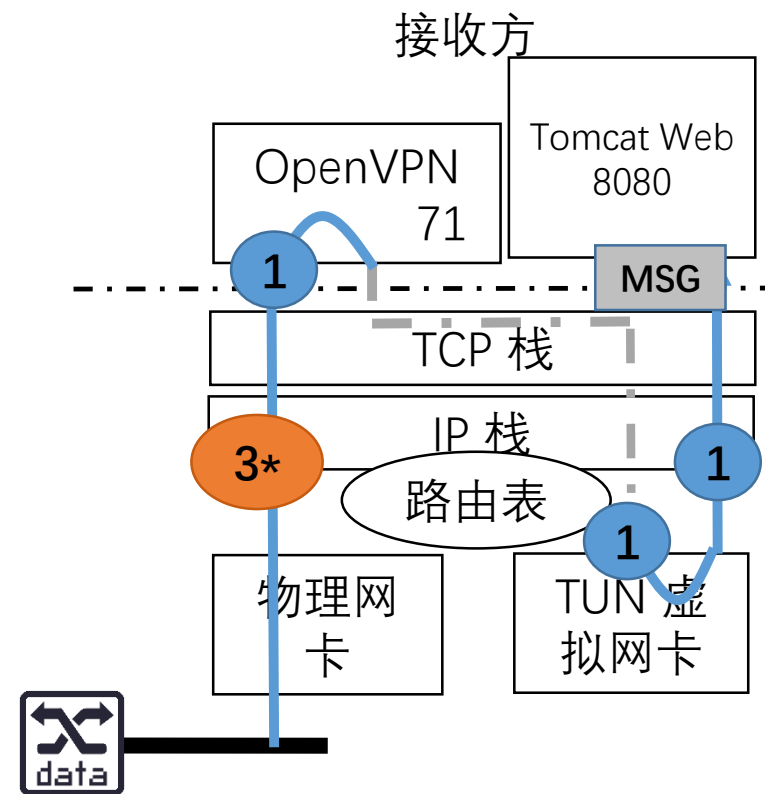 接收方
OpenVPN
71
Tomcat Web
8080
1
MSG
TCP 栈
IP 栈
3*
1
路由表
1
物理网
卡
TUN 虚
拟网卡
data